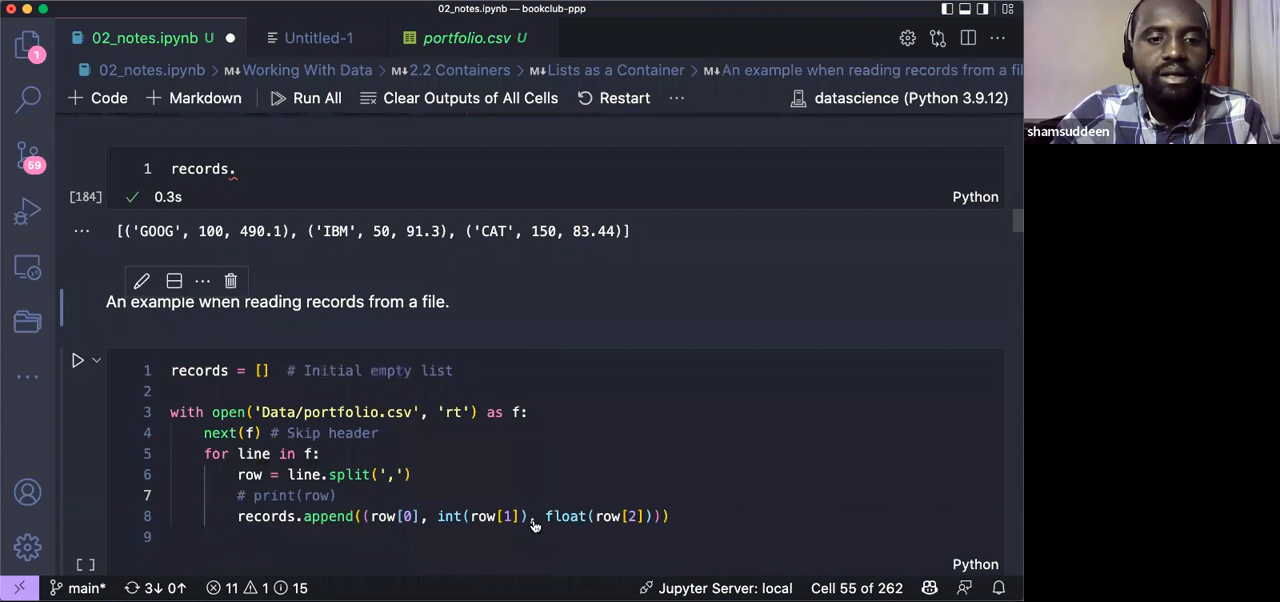 02_notes.ipynb — bookclub-ppp
02_notes.ipynb U
Untitled-1
portfolio.csv U
02_notes.ipynb > M↓Working With Data > M↓2.2 Containers > M↓Lists as a Container > M↓An example when reading records from a fil
+ Code + Markdown Run All Clear Outputs of All Cells Restart ... datascience (Python 3.9.12)
1 records.
[184] 0.3s Python
... [('GOOG', 100, 490.1), ('IBM', 50, 91.3), ('CAT', 150, 83.44)]
An example when reading records from a file.
1 records = [] # Initial empty list
2
3 with open('Data/portfolio.csv', 'rt') as f:
4 next(f) # Skip header
5 for line in f:
6 row = line.split(',')
7 # print(row)
8 records.append((row[0], int(row[1]), float(row[2])))
9
[ ] Python
main* 3↓ 0↑ 11 1 15 Jupyter Server: local Cell 55 of 262
1
59
shamsuddeen